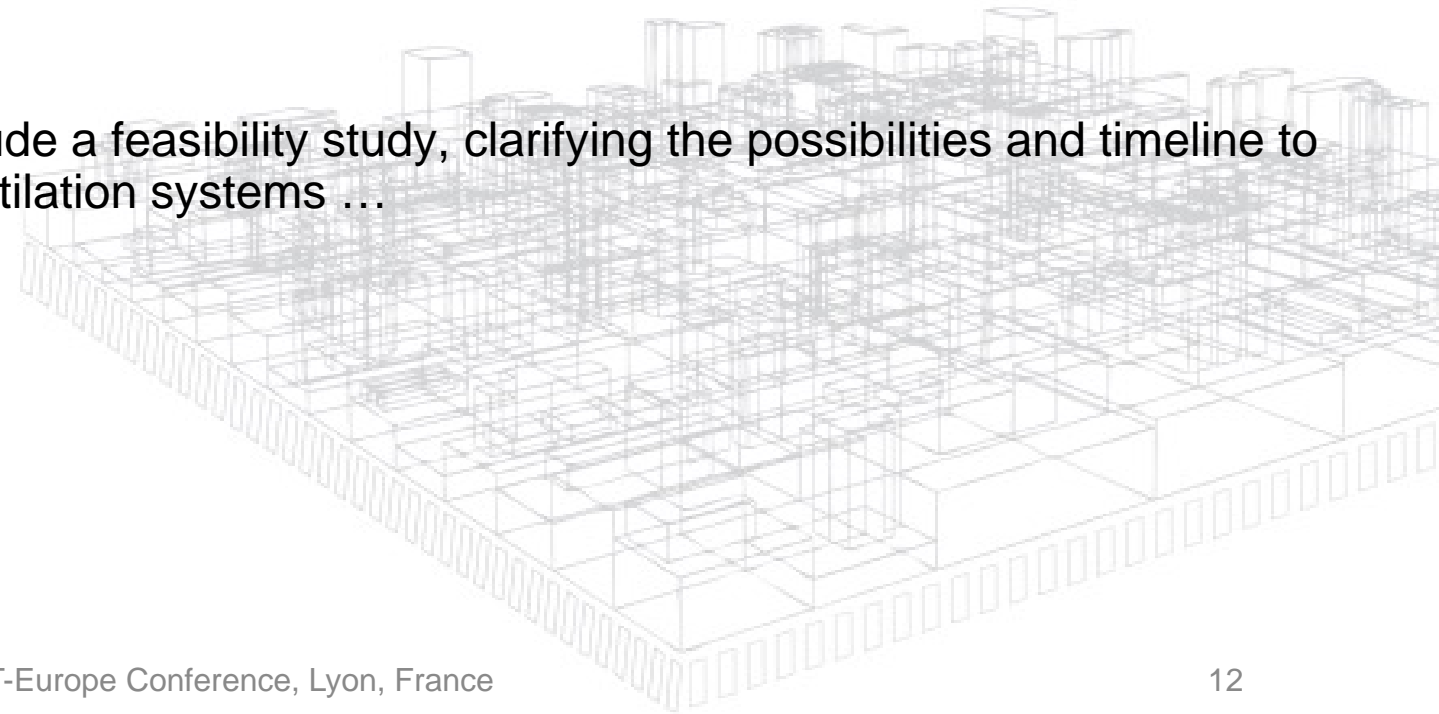 ude a feasibility study, clarifying the possibilities and timeline to
tilation systems …
T-Europe Conference, Lyon, France
12